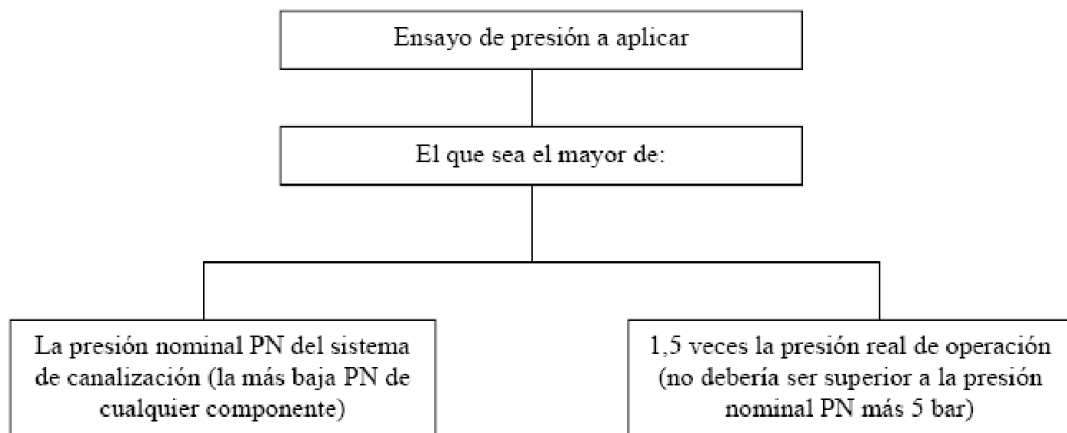 Ensayo de presión a aplicar
El que sea el mayor de:
La presión nominal PN del sistema
de canalización (la más baja PN de
cualquier componente)
1,5 veces la presión real de operación
(no debería ser superior a la presión
nominal PN más 5 bar)